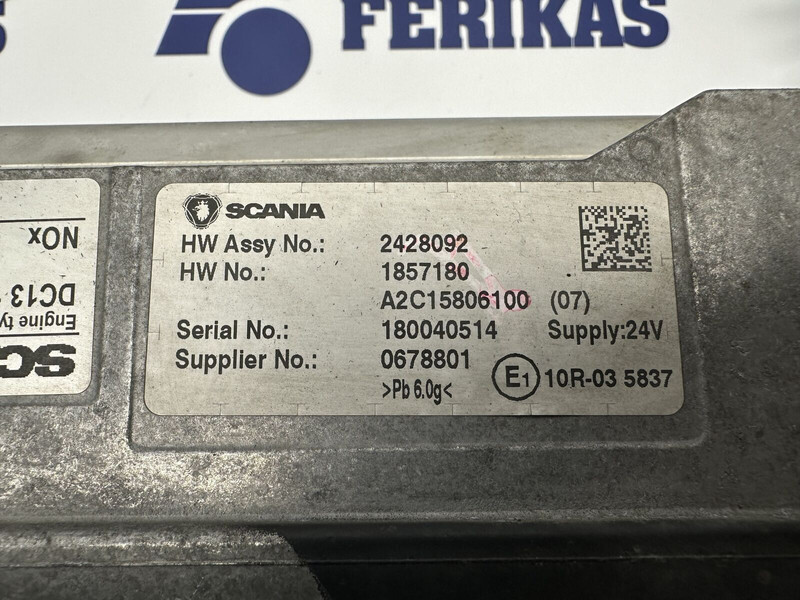 FERIKAS
SCANIA
HW Assy No.: 2428092
HW No.: 1857180
A2C15806100 (07)
Serial No.: 180040514 Supply:24V
Supplier No.: 0678801
>Pb 6.0g< E1 10R-03 5837
NOx
DC13
Engine ty
SC